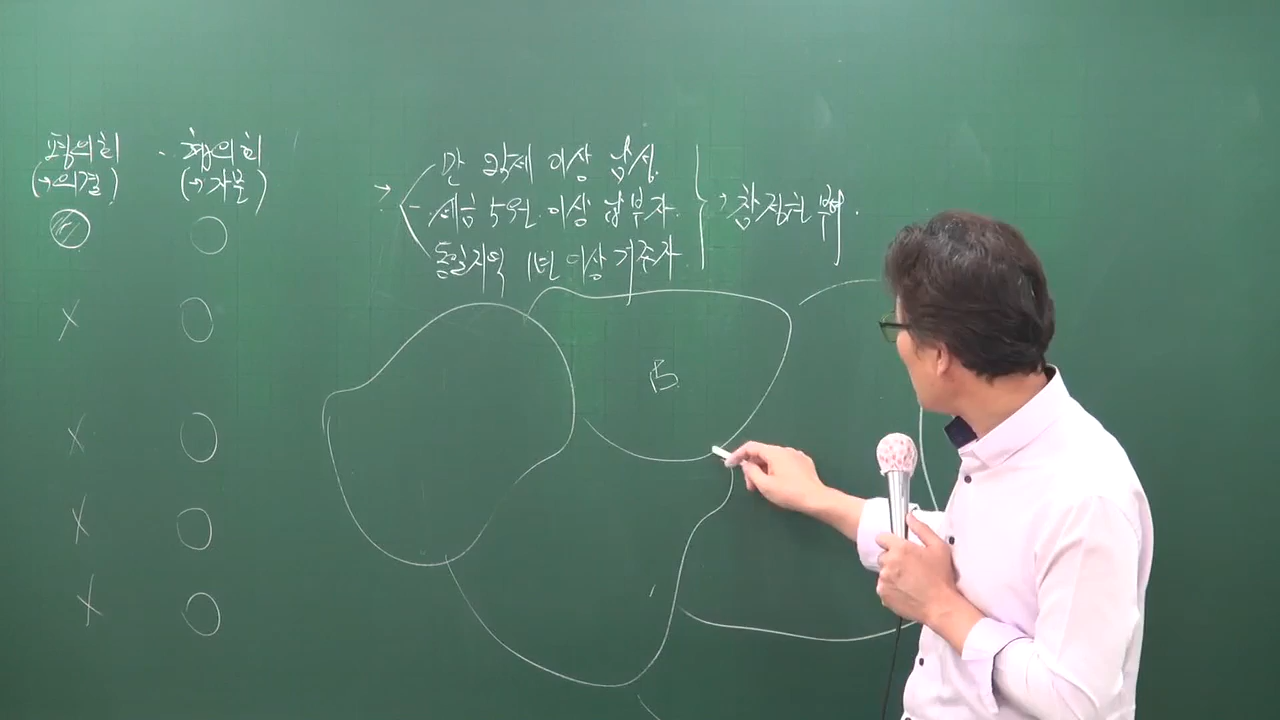 평의회 · 협의회
(→의결) (→자문)
○ ○
X ○
X ○
X ○
X ○
→ 만 25세 이상 남성
세금 5원 이상 납부자
동일지역 1년 이상 거주자
→ 참정권 부여.
B